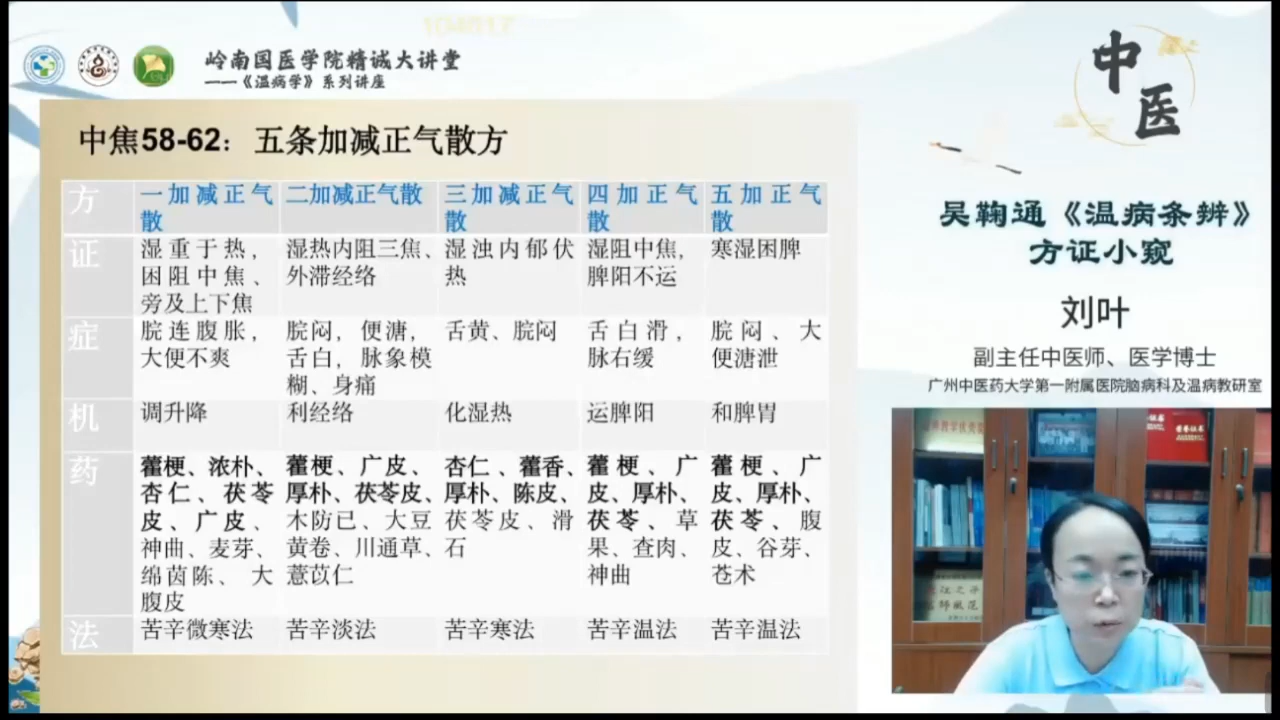 104517
岭南国医学院精诚大讲堂
——《温病学》系列讲座
中医
中焦58-62：五条加减正气散方
方
一加减正气散
二加减正气散
三加减正气散
四加正气散
五加正气散
证
湿重于热，
困阻中焦、
旁及上下焦
湿热内阻三焦、
外滞经络
湿浊内郁伏
热
湿阻中焦，
脾阳不运
寒湿困脾
症
脘连腹胀，
大便不爽
脘闷，便溏，
舌白，脉象模
糊、身痛
舌黄、脘闷
舌白滑，
脉右缓
脘闷、大
便溏泄
机
调升降
利经络
化湿热
运脾阳
和脾胃
药
藿梗、浓朴、
杏仁、茯苓
皮、广皮、
神曲、麦芽、
绵茵陈、大
腹皮
藿梗、广皮、
厚朴、茯苓皮、
木防已、大豆
黄卷、川通草、
薏苡仁
杏仁、藿香、
厚朴、陈皮、
茯苓皮、滑
石
藿梗、广
皮、厚朴、
茯苓、草
果、查肉、
神曲
藿梗、广
皮、厚朴、
茯苓、腹
皮、谷芽、
苍术
法
苦辛微寒法
苦辛淡法
苦辛寒法
苦辛温法
苦辛温法
吴鞠通《温病条辨》
方证小窥
刘叶
副主任中医师、医学博士
广州中医药大学第一附属医院脑病科及温病教研室